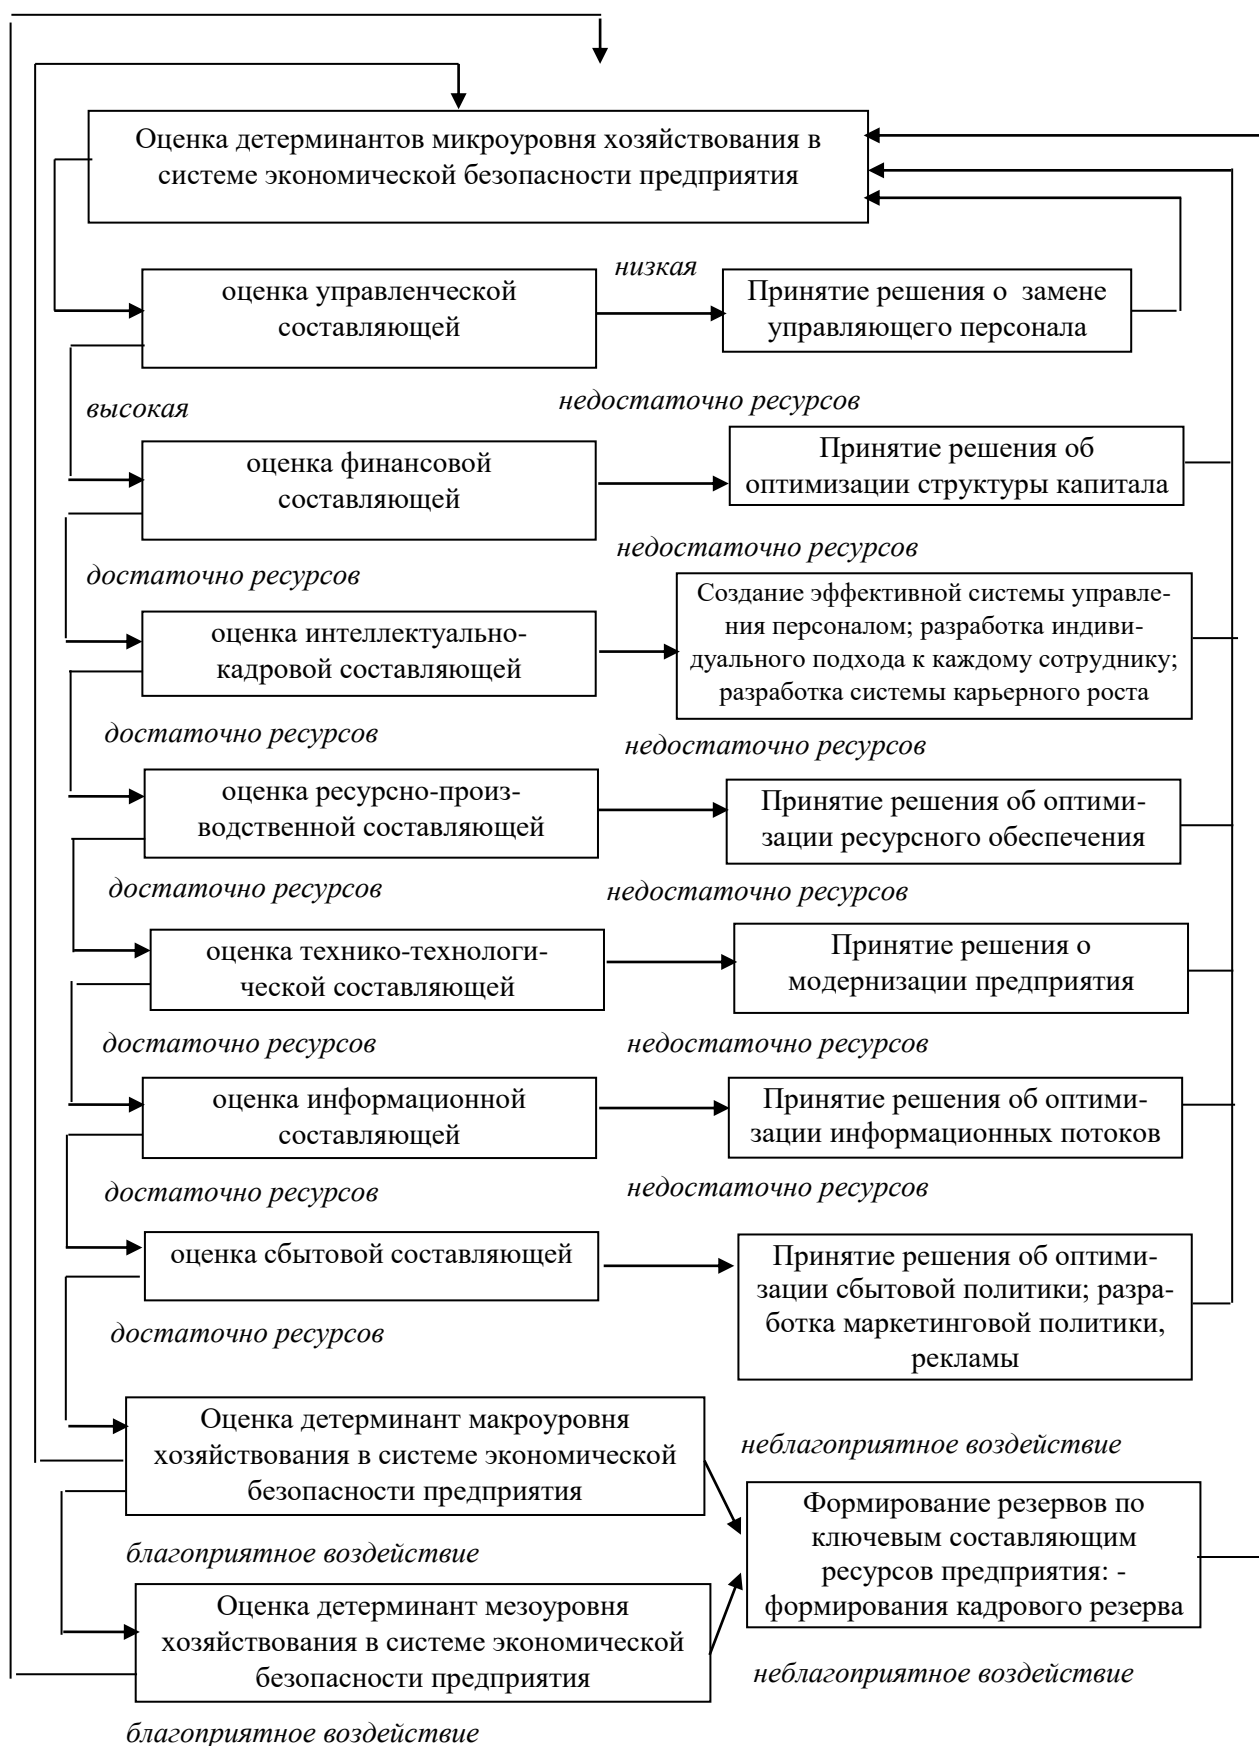 Оценка детерминантов микроуровня хозяйствования в
системе экономической безопасности предприятия
низкая
оценка управленческой
составляющей
Принятие решения о замене
управляющего персонала
высокая
недостаточно ресурсов
оценка финансовой
составляющей
Принятие решения об
оптимизации структуры капитала
достаточно ресурсов
недостаточно ресурсов
оценка интеллектуально-
кадровой составляющей
Создание эффективной системы управле-
ния персоналом; разработка индиви-
дуального подхода к каждому сотруднику;
разработка системы карьерного роста
достаточно ресурсов
недостаточно ресурсов
оценка ресурсно-произ-
водственной составляющей
Принятие решения об оптими-
зации ресурсного обеспечения
достаточно ресурсов
недостаточно ресурсов
оценка технико-технологи-
ческой составляющей
Принятие решения о
модернизации предприятия
достаточно ресурсов
недостаточно ресурсов
оценка информационной
составляющей
Принятие решения об оптими-
зации информационных потоков
достаточно ресурсов
недостаточно ресурсов
оценка сбытовой составляющей
Принятие решения об оптими-
зации сбытовой политики; разра-
ботка маркетинговой политики,
рекламы
достаточно ресурсов
Оценка детерминант макроуровня
хозяйствования в системе экономической
безопасности предприятия
неблагоприятное воздействие
Формирование резервов по
ключевым составляющим
ресурсов предприятия: -
формирования кадрового резерва
благоприятное воздействие
Оценка детерминант мезоуровня
хозяйствования в системе экономической
безопасности предприятия
неблагоприятное воздействие
благоприятное воздействие